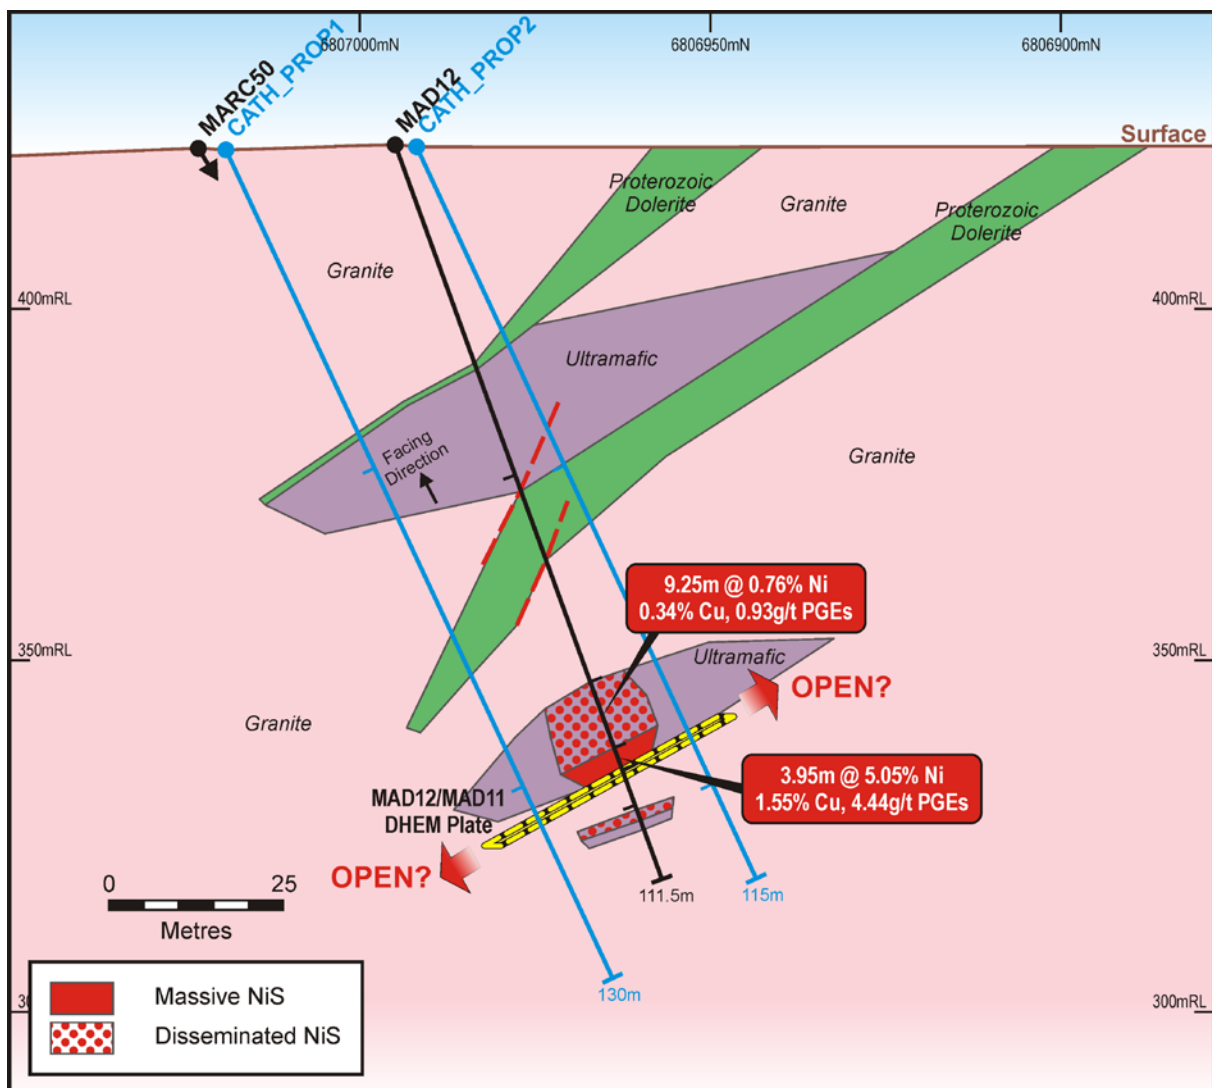 6807000mN
6806950mN
6806900mN
MARC50
CATH_PROP1
MAD12
CATH_PROP2
Surface
Proterozoic
Dolerite
Granite
Proterozoic
Dolerite
Granite
400mRL
400mRL
Ultramafic
Facing
Direction
Granite
9.25m @ 0.76% Ni
0.34% Cu, 0.93g/t PGEs
350mRL
350mRL
Ultramafic
OPEN?
Granite
3.95m @ 5.05% Ni
1.55% Cu, 4.44g/t PGEs
MAD12/MAD11
DHEM Plate
OPEN?
0 25
Metres
111.5m
115m
130m
300mRL
Massive NiS
Disseminated NiS